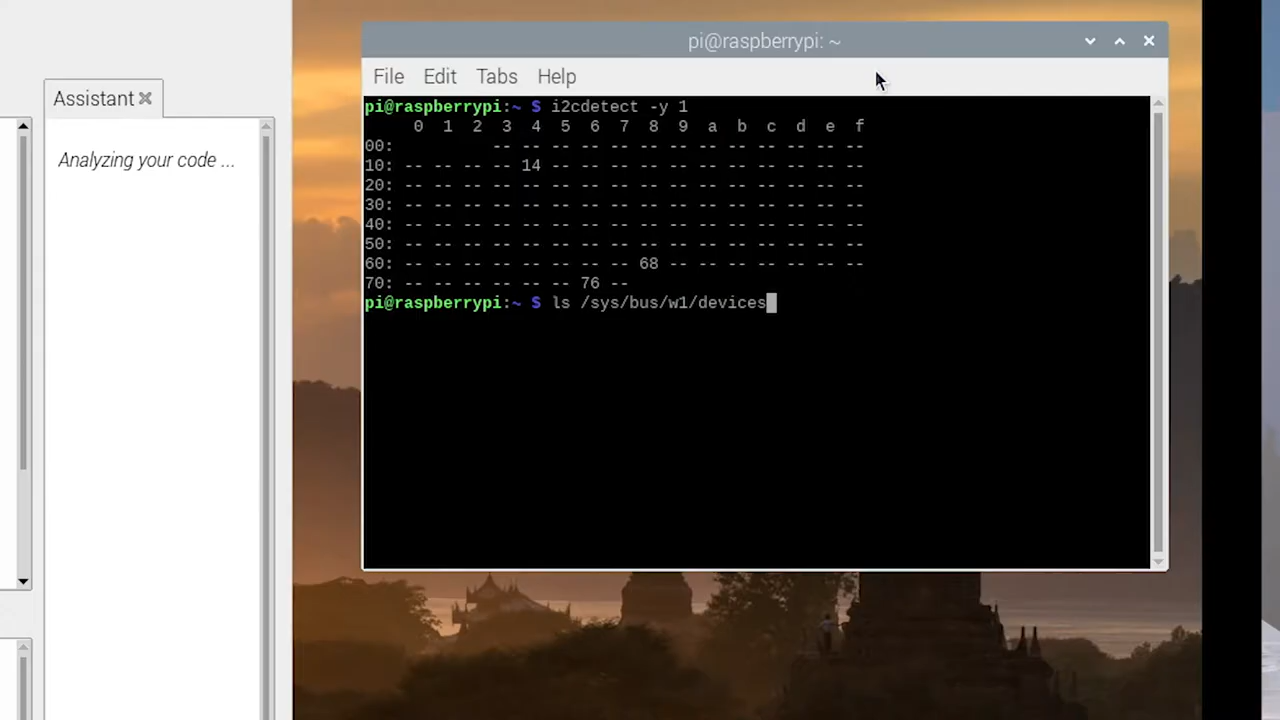 pi@raspberrypi: ~
File Edit Tabs Help
Assistant
Analyzing your code ...
pi@raspberrypi:~ $ i2cdetect -y 1
     0  1  2  3  4  5  6  7  8  9  a  b  c  d  e  f
00:          -- -- -- -- -- -- -- -- -- -- -- -- --
10: -- -- -- -- 14 -- -- -- -- -- -- -- -- -- -- --
20: -- -- -- -- -- -- -- -- -- -- -- -- -- -- -- --
30: -- -- -- -- -- -- -- -- -- -- -- -- -- -- -- --
40: -- -- -- -- -- -- -- -- -- -- -- -- -- -- -- --
50: -- -- -- -- -- -- -- -- -- -- -- -- -- -- -- --
60: -- -- -- -- -- -- -- -- 68 -- -- -- -- -- -- --
70: -- -- -- -- -- -- 76 --
pi@raspberrypi:~ $ ls /sys/bus/w1/devices